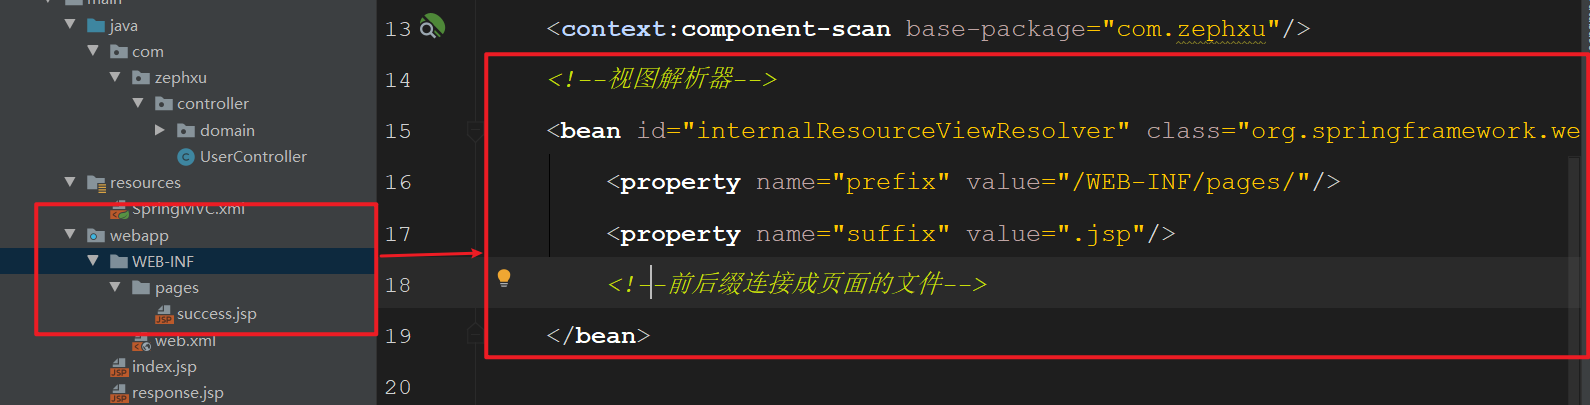 main
java
com
zephxu
controller
domain
UserController
resources
SpringMVC.xml
webapp
WEB-INF
pages
success.jsp
web.xml
index.jsp
response.jsp
13 <context:component-scan base-package="com.zephxu"/>
14 <!--视图解析器-->
15 <bean id="internalResourceViewResolver" class="org.springframework.we
16 <property name="prefix" value="/WEB-INF/pages/"/>
17 <property name="suffix" value=".jsp"/>
18 <!--前后缀连接成页面的文件-->
19 </bean>
20